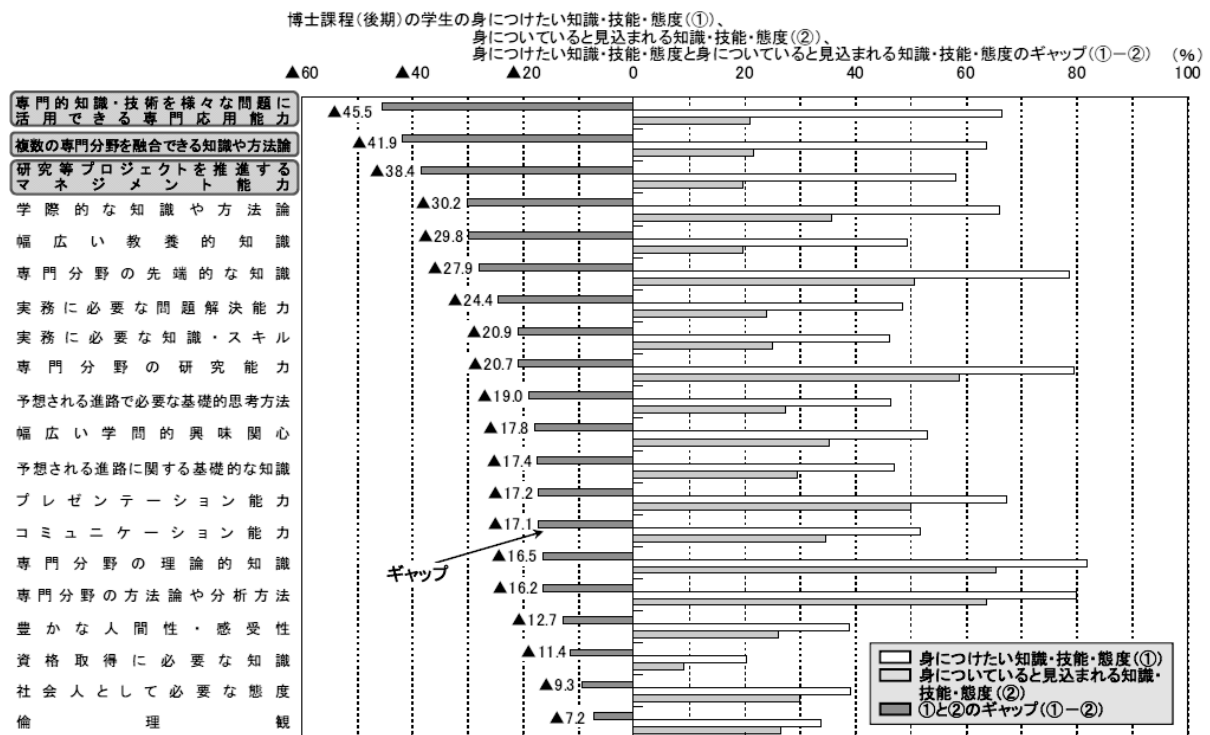 博士課程(後期)の学生の身につけたい知識・技能・態度(①)、
身についていると見込まれる知識・技能・態度(②)、
身につけたい知識・技能・態度と身についていると見込まれる知識・技能・態度のギャップ(①-②) (%)
▲60 ▲40 ▲20 0 20 40 60 80 100
専門的知識・技術を様々な問題に
活用できる専門応用能力
▲45.5
複数の専門分野を融合できる知識や方法論
▲41.9
研究等プロジェクトを推進する
マネジメント能力
▲38.4
学際的な知識や方法論
▲30.2
幅広い教養的知識
▲29.8
専門分野の先端的な知識
▲27.9
実務に必要な問題解決能力
▲24.4
実務に必要な知識・スキル
▲20.9
専門分野の研究能力
▲20.7
予想される進路で必要な基礎的思考方法
▲19.0
幅広い学問的興味関心
▲17.8
予想される進路に関する基礎的な知識
▲17.4
プレゼンテーション能力
▲17.2
コミュニケーション能力
▲17.1
ギャップ
専門分野の理論的知識
▲16.5
専門分野の方法論や分析方法
▲16.2
豊かな人間性・感受性
▲12.7
資格取得に必要な知識
▲11.4
社会人として必要な態度
▲9.3
倫理観
▲7.2
身につけたい知識・技能・態度(①)
身についていると見込まれる知識・
技能・態度(②)
①と②のギャップ(①-②)